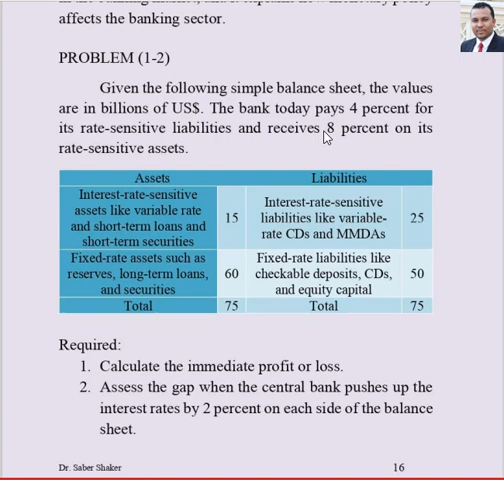 affects the banking sector.
PROBLEM (1-2)
Given the following simple balance sheet, the values
are in billions of US$. The bank today pays 4 percent for
its rate-sensitive liabilities and receives 8 percent on its
rate-sensitive assets.
Assets Liabilities
Interest-rate-sensitive
assets like variable rate
and short-term loans and
short-term securities
15
Interest-rate-sensitive
liabilities like variable-
rate CDs and MMDAs
25
Fixed-rate assets such as
reserves, long-term loans,
and securities
60
Fixed-rate liabilities like
checkable deposits, CDs,
and equity capital
50
Total 75 Total 75
Required:
1. Calculate the immediate profit or loss.
2. Assess the gap when the central bank pushes up the
interest rates by 2 percent on each side of the balance
sheet.
Dr. Saber Shaker 16